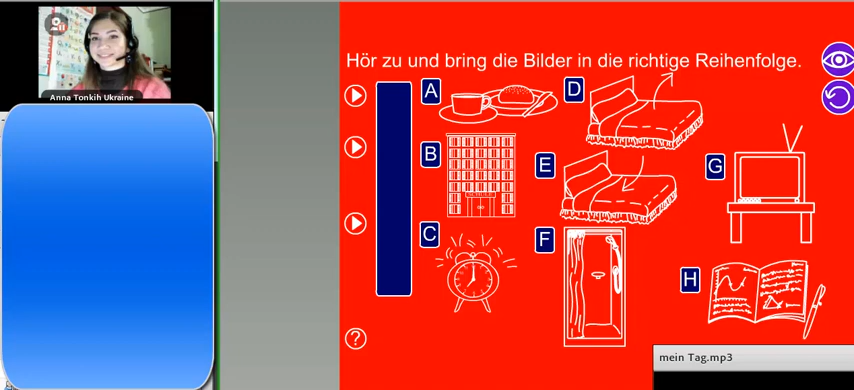 Anna Tonkih Ukraine
Hör zu und bring die Bilder in die richtige Reihenfolge.
A
D
B
E
G
C
F
H
?
mein Tag.mp3